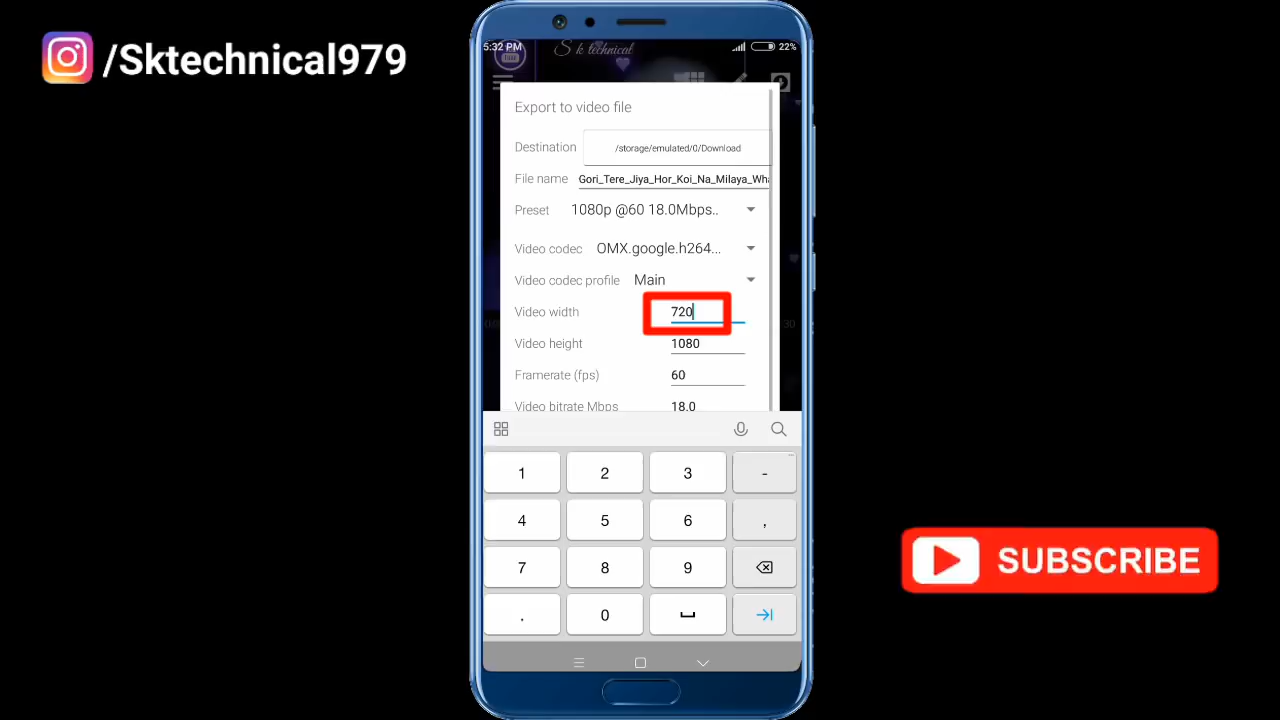 /Sktechnical979
5:32 PM
S k technical
22%
Export to video file
Destination
/storage/emulated/0/Download
File name
Gori_Tere_Jiya_Hor_Koi_Na_Milaya_Wha
Preset
1080p @60 18.0Mbps..
Video codec
OMX.google.h264...
Video codec profile
Main
Video width
720
Video height
1080
Framerate (fps)
60
Video bitrate Mbps
18.0
1 2 3 -
4 5 6 ,
7 8 9
. 0
SUBSCRIBE